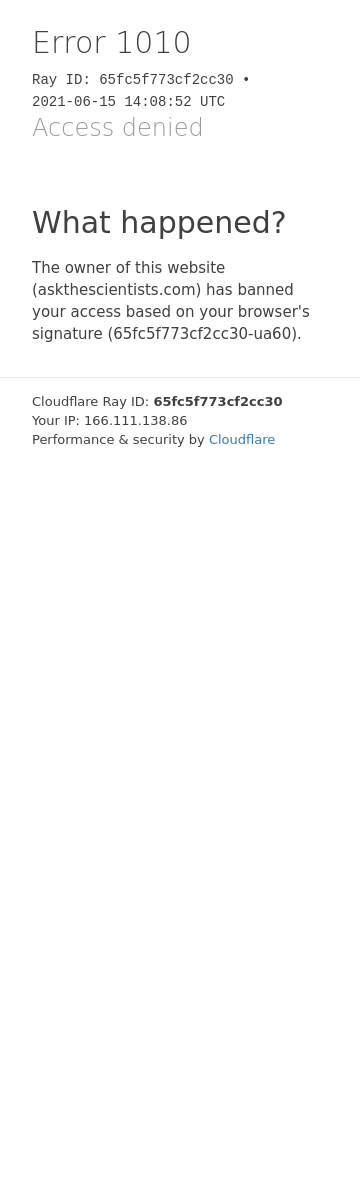 Error 1010
Ray ID: 65fc5f773cf2cc30 •
2021-06-15 14:08:52 UTC
Access denied
What happened?
The owner of this website
(askthescientists.com) has banned
your access based on your browser's
signature (65fc5f773cf2cc30-ua60).
Cloudflare Ray ID: 65fc5f773cf2cc30
Your IP: 166.111.138.86
Performance & security by Cloudflare